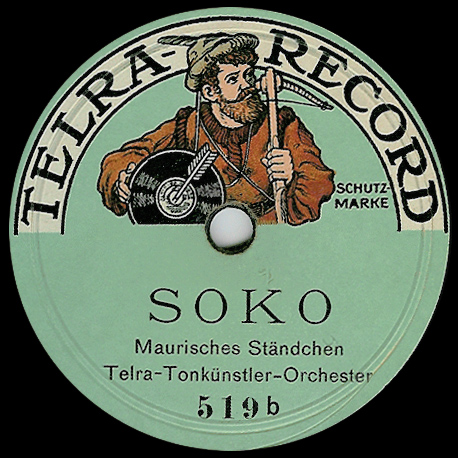 TELRA-RECORD
SCHUTZ-
MARKE
SOKO
Maurisches Ständchen
Telra-Tonkünstler-Orchester
519b